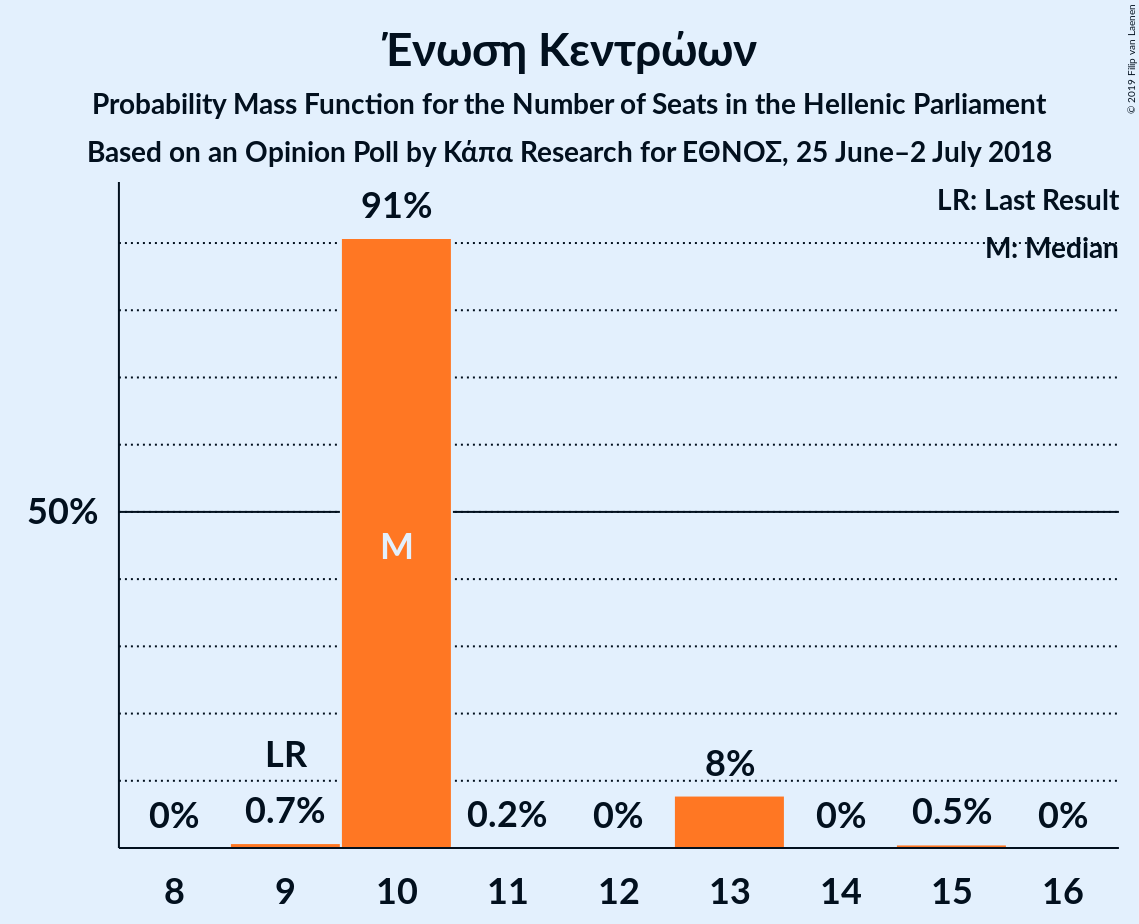 Ένωση Κεντρώων
Probability Mass Function for the Number of Seats in the Hellenic Parliament
Based on an Opinion Poll by Κάπα Research for ΕΘΝΟΣ, 25 June–2 July 2018
© 2019 Filip van Laenen
LR: Last Result
M: Median
91%
50%
M
LR
8%
0% 0.7% 0.2% 0% 0% 0.5% 0%
8 9 10 11 12 13 14 15 16